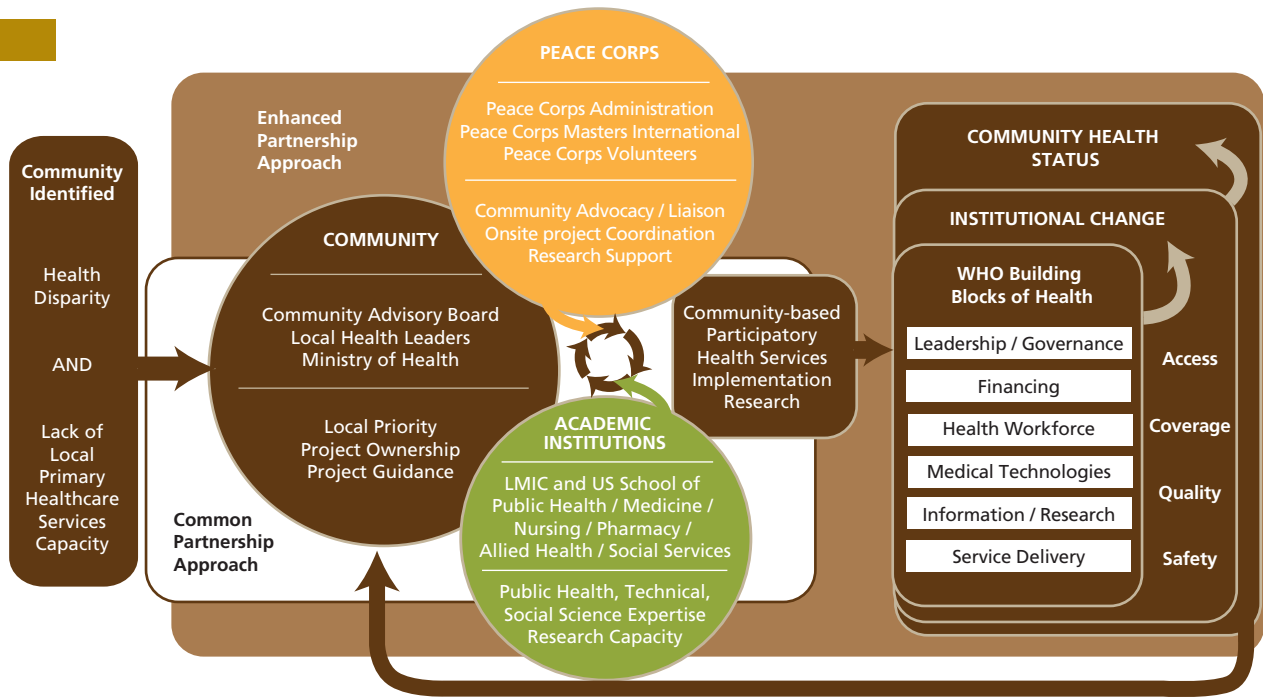 Community
Identified
Health
Disparity
AND
Lack of
Local
Primary
Healthcare
Services
Capacity
Enhanced
Partnership
Approach
Common
Partnership
Approach
COMMUNITY
Community Advisory Board
Local Health Leaders
Ministry of Health
Local Priority
Project Ownership
Project Guidance
PEACE CORPS
Peace Corps Administration
Peace Corps Masters International
Peace Corps Volunteers
Community Advocacy / Liaison
Onsite project Coordination
Research Support
ACADEMIC
INSTITUTIONS
LMIC and US School of
Public Health / Medicine /
Nursing / Pharmacy /
Allied Health / Social Services
Public Health, Technical,
Social Science Expertise
Research Capacity
Community-based
Participatory
Health Services
Implementation
Research
COMMUNITY HEALTH
STATUS
INSTITUTIONAL CHANGE
WHO Building
Blocks of Health
Leadership / Governance
Financing
Health Workforce
Medical Technologies
Information / Research
Service Delivery
Access
Coverage
Quality
Safety